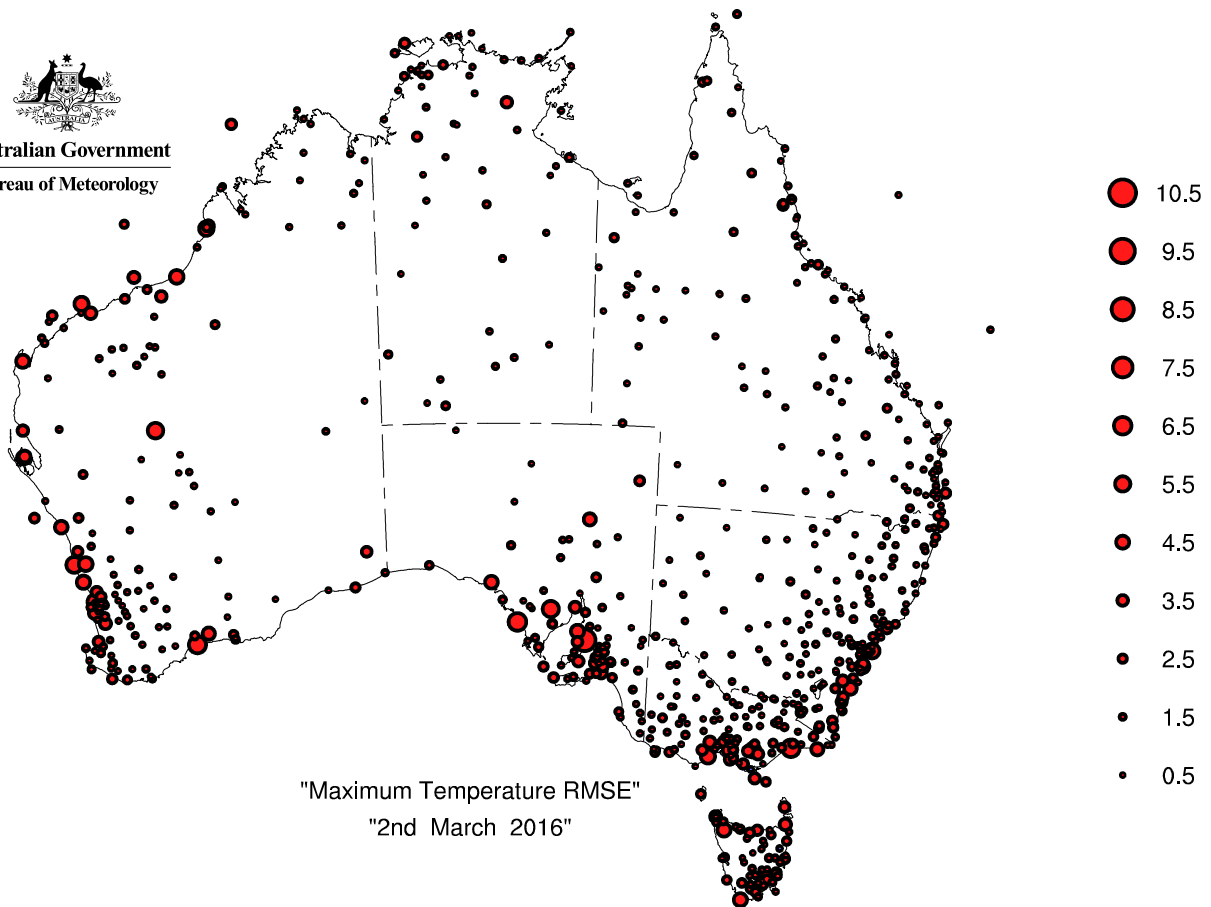 AUSTRALIA
tralian Government
reau of Meteorology
10.5
9.5
8.5
7.5
6.5
5.5
4.5
3.5
2.5
1.5
0.5
"Maximum Temperature RMSE"
"2nd March 2016"